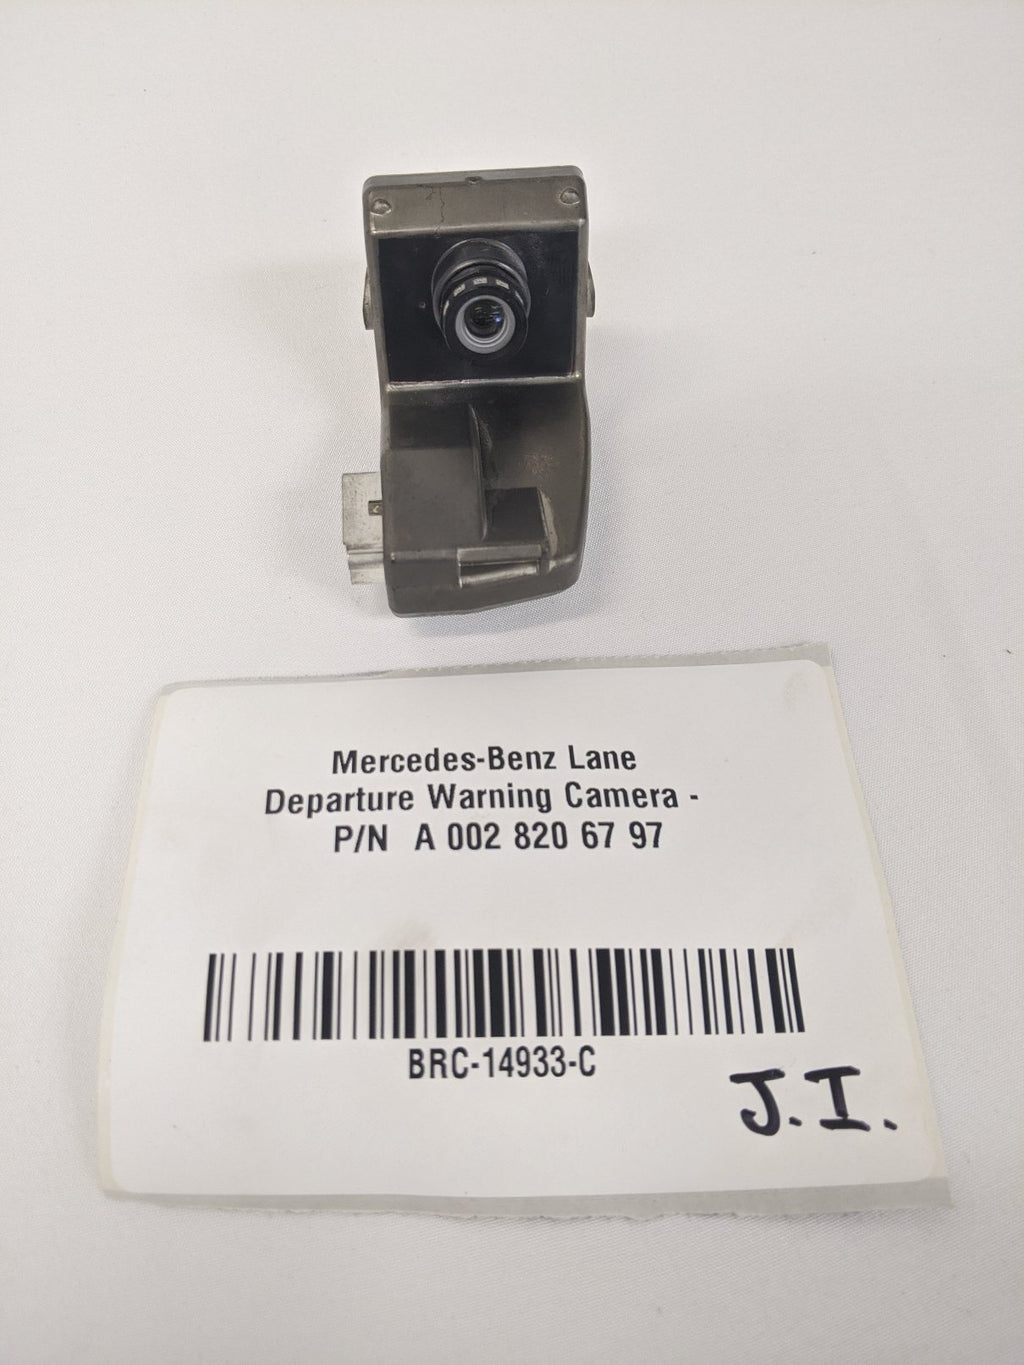 Mercedes-Benz Lane
Departure Warning Camera -
P/N A 002 820 67 97
BRC-14933-C
J.I.